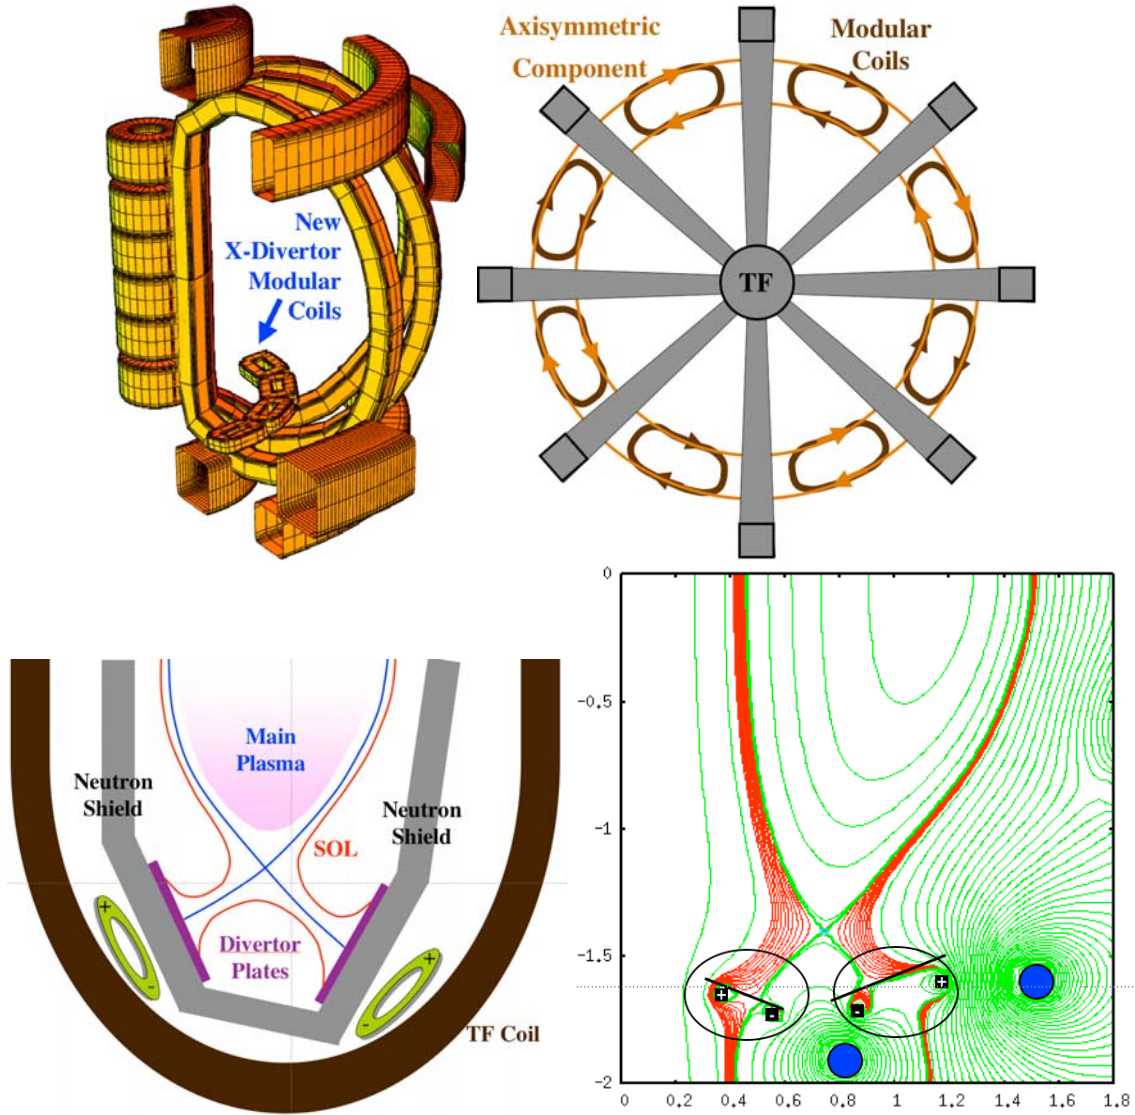 Axisymmetric
Component
Modular
Coils
New
X-Divertor
Modular
Coils
TF
Main
Plasma
Neutron
Shield
Neutron
Shield
SOL
Divertor
Plates
TF Coil
+
-
+
-
0
-0.5
-1
-1.5
-2
+
-
-
+
0 0.2 0.4 0.6 0.8 1 1.2 1.4 1.6 1.8